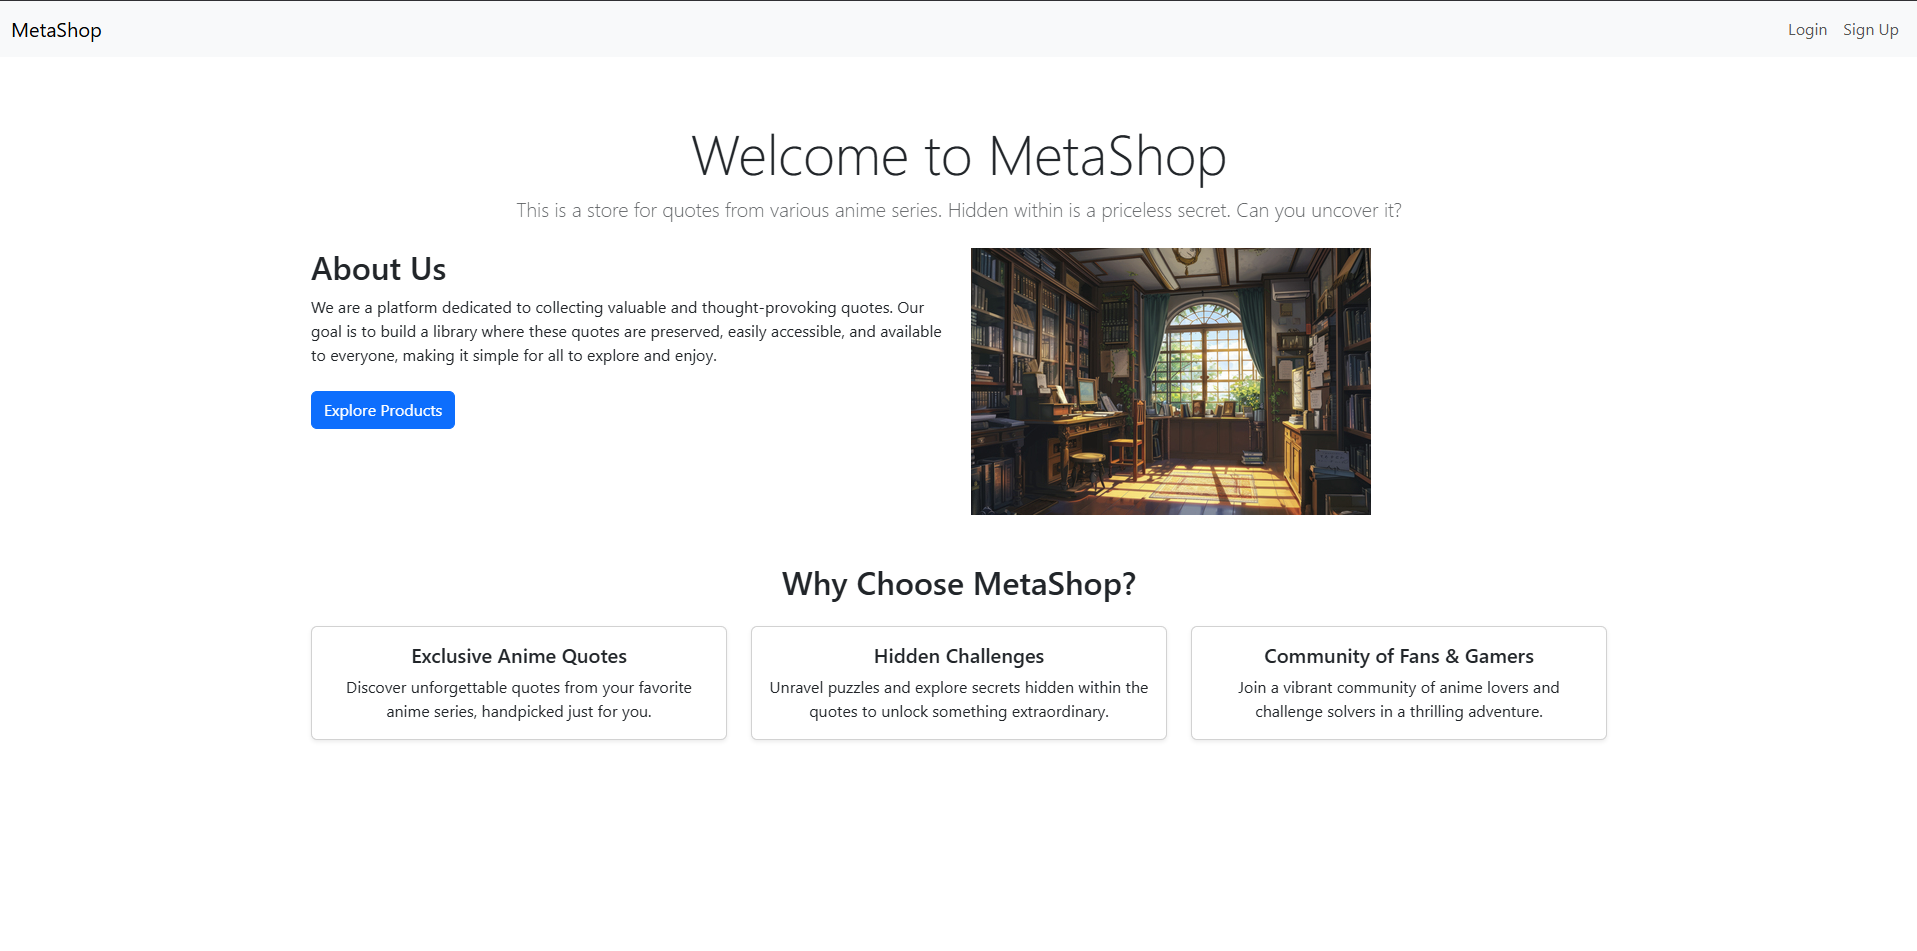 MetaShop
Login
Sign Up
Welcome to MetaShop
This is a store for quotes from various anime series. Hidden within is a priceless secret. Can you uncover it?
About Us
We are a platform dedicated to collecting valuable and thought-provoking quotes. Our
goal is to build a library where these quotes are preserved, easily accessible, and available
to everyone, making it simple for all to explore and enjoy.
Explore Products
Why Choose MetaShop?
Exclusive Anime Quotes
Discover unforgettable quotes from your favorite
anime series, handpicked just for you.
Hidden Challenges
Unravel puzzles and explore secrets hidden within the
quotes to unlock something extraordinary.
Community of Fans & Gamers
Join a vibrant community of anime lovers and
challenge solvers in a thrilling adventure.